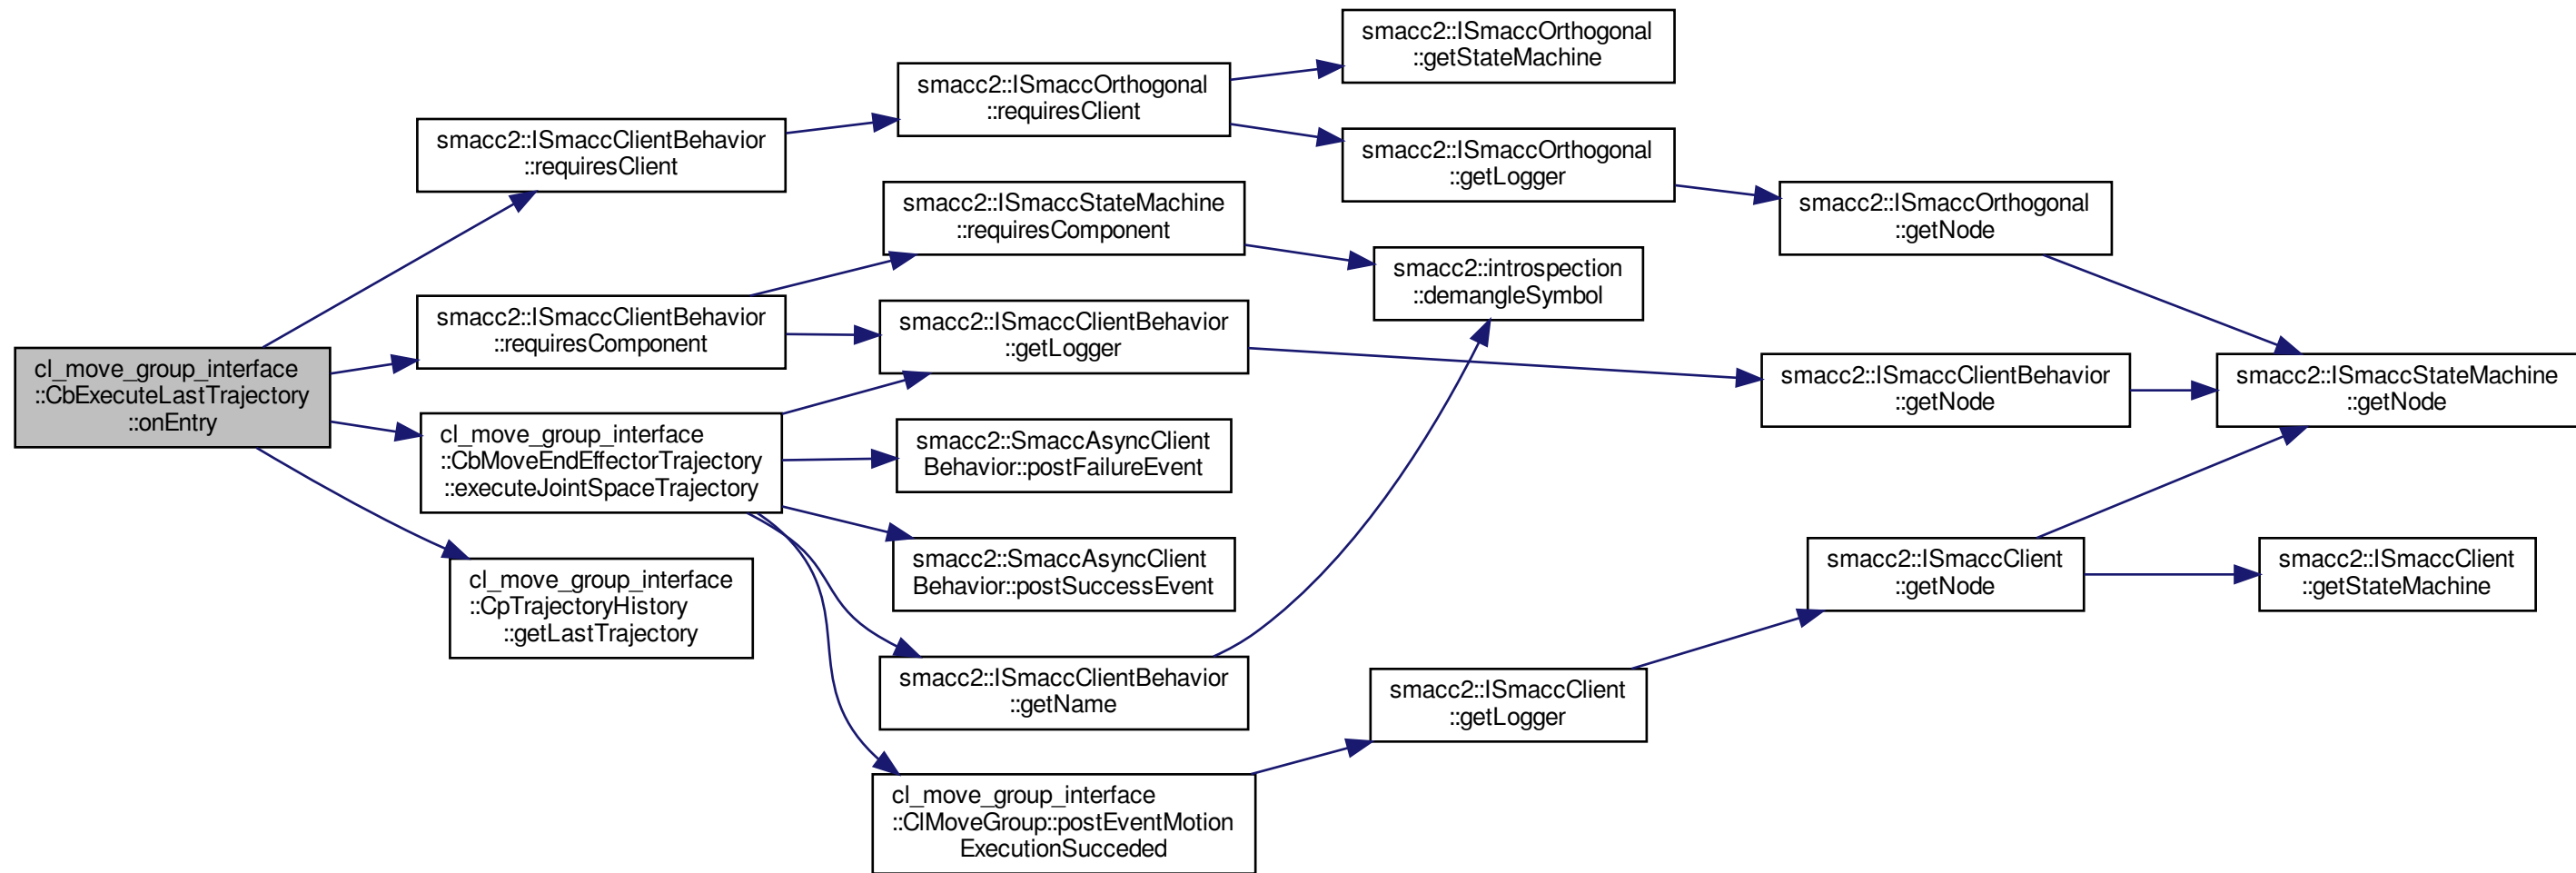 cl_move_group_interface
::CbExecuteLastTrajectory
::onEntry
smacc2::ISmaccClientBehavior
::requiresClient
smacc2::ISmaccClientBehavior
::requiresComponent
cl_move_group_interface
::CbMoveEndEffectorTrajectory
::executeJointSpaceTrajectory
cl_move_group_interface
::CpTrajectoryHistory
::getLastTrajectory
smacc2::ISmaccOrthogonal
::requiresClient
smacc2::ISmaccStateMachine
::requiresComponent
smacc2::ISmaccClientBehavior
::getLogger
smacc2::SmaccAsyncClient
Behavior::postFailureEvent
smacc2::SmaccAsyncClient
Behavior::postSuccessEvent
smacc2::ISmaccClientBehavior
::getName
cl_move_group_interface
::ClMoveGroup::postEventMotion
ExecutionSucceded
smacc2::ISmaccOrthogonal
::getStateMachine
smacc2::ISmaccOrthogonal
::getLogger
smacc2::introspection
::demangleSymbol
smacc2::ISmaccClient
::getLogger
smacc2::ISmaccOrthogonal
::getNode
smacc2::ISmaccClientBehavior
::getNode
smacc2::ISmaccClient
::getNode
smacc2::ISmaccStateMachine
::getNode
smacc2::ISmaccClient
::getStateMachine